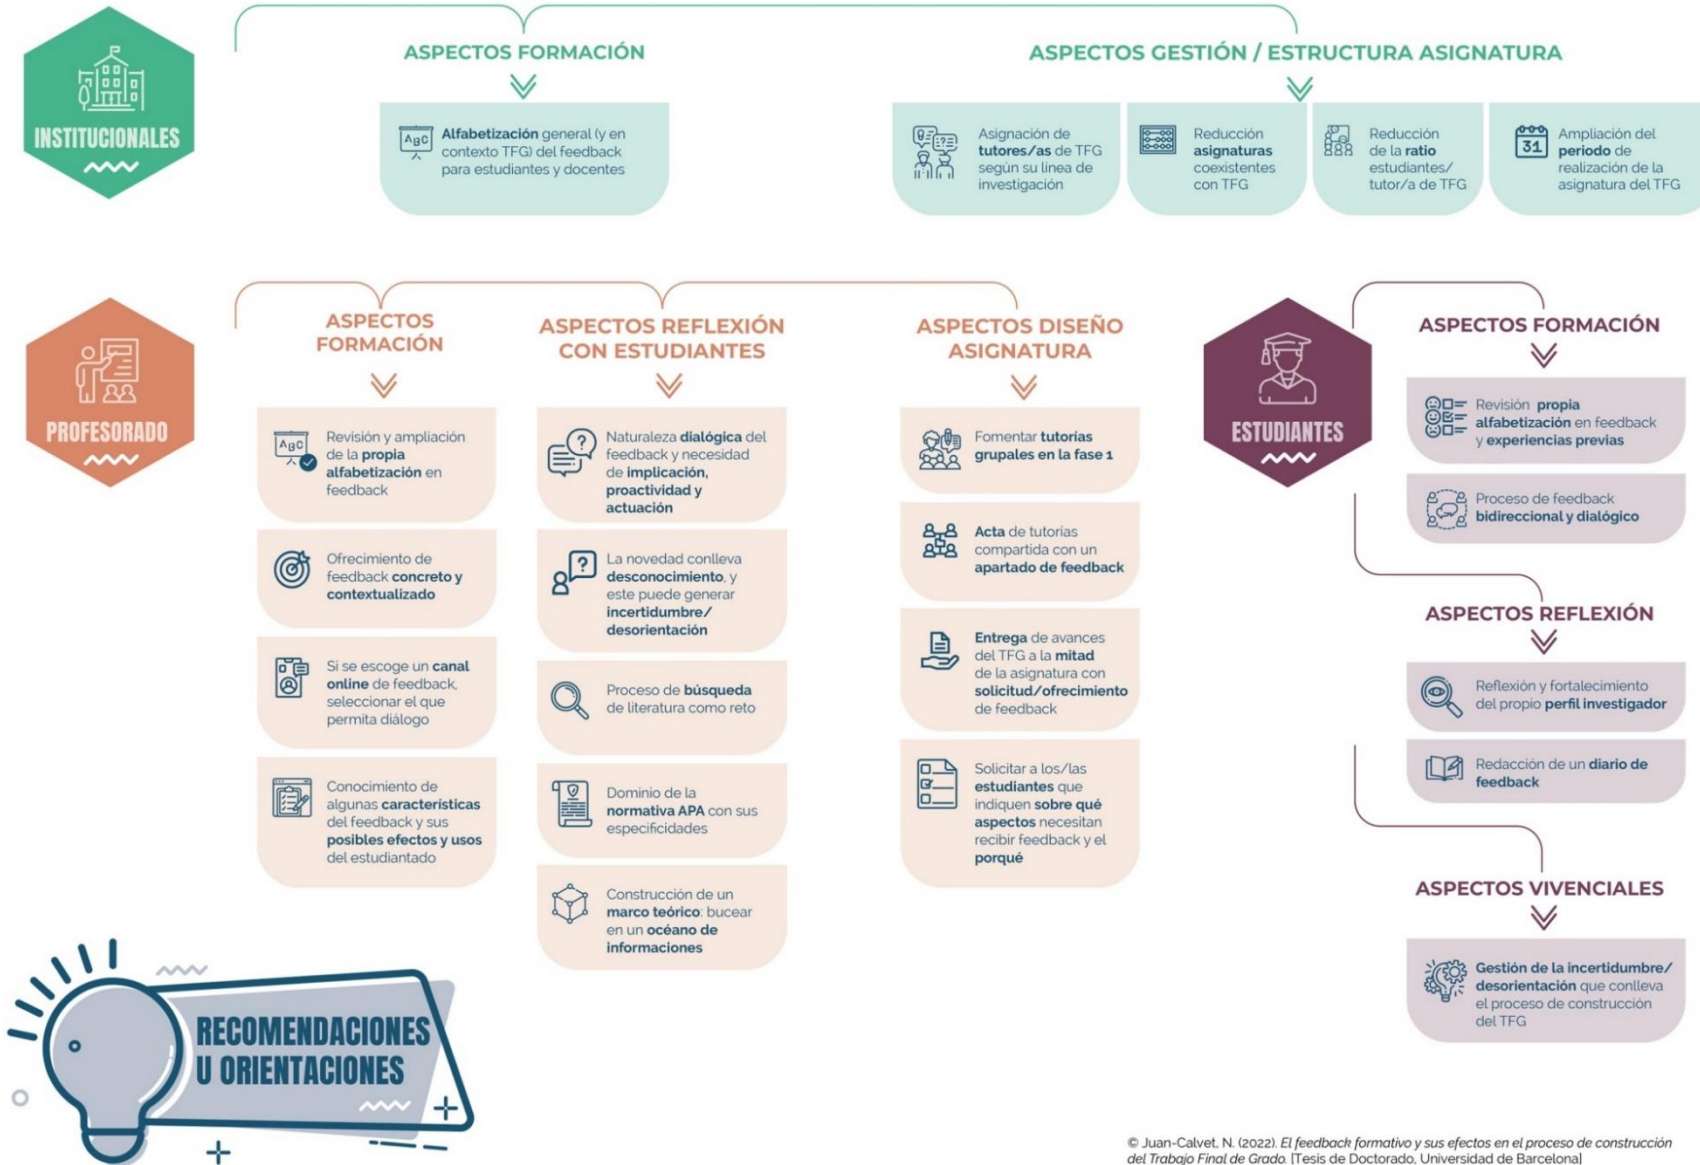 INSTITUCIONALES
ASPECTOS FORMACIÓN
ABC
Alfabetización general (y en
contexto TFG) del feedback
para estudiantes y docentes
ASPECTOS GESTIÓN / ESTRUCTURA ASIGNATURA
Asignación de
tutores/as de TFG
según su línea de
investigación
Reducción
asignaturas
coexistentes
con TFG
Reducción
de la ratio
estudiantes/
tutor/a de TFG
31
Ampliación del
periodo de
realización de la
asignatura del TFG
PROFESORADO
ASPECTOS
FORMACIÓN
ABC
Revisión y ampliación
de la propia
alfabetización en
feedback
Ofrecimiento de
feedback concreto y
contextualizado
Si se escoge un canal
online de feedback,
seleccionar el que
permita diálogo
Conocimiento de
algunas características
del feedback y sus
posibles efectos y usos
del estudiantado
ASPECTOS REFLEXIÓN
CON ESTUDIANTES
Naturaleza dialógica del
feedback y necesidad
de implicación,
proactividad y
actuación
La novedad conlleva
desconocimiento, y
este puede generar
incertidumbre/
desorientación
Proceso de búsqueda
de literatura como reto
Dominio de la
normativa APA con sus
especificidades
Construcción de un
marco teórico: bucear
en un océano de
informaciones
ASPECTOS DISEÑO
ASIGNATURA
Fomentar tutorías
grupales en la fase 1
Acta de tutorías
compartida con un
apartado de feedback
Entrega de avances
del TFG a la mitad
de la asignatura con
solicitud/ofrecimiento
de feedback
Solicitar a los/las
estudiantes que
indiquen sobre qué
aspectos necesitan
recibir feedback y el
porqué
ESTUDIANTES
ASPECTOS FORMACIÓN
Revisión propia
alfabetización en feedback
y experiencias previas
Proceso de feedback
bidireccional y dialógico
ASPECTOS REFLEXIÓN
Reflexión y fortalecimiento
del propio perfil investigador
Redacción de un diario de
feedback
ASPECTOS VIVENCIALES
Gestión de la incertidumbre/
desorientación que conlleva
el proceso de construcción
del TFG
RECOMENDACIONES
U ORIENTACIONES
© Juan-Calvet, N. (2022). El feedback formativo y sus efectos en el proceso de construcción
del Trabajo Final de Grado. [Tesis de Doctorado, Universidad de Barcelona]